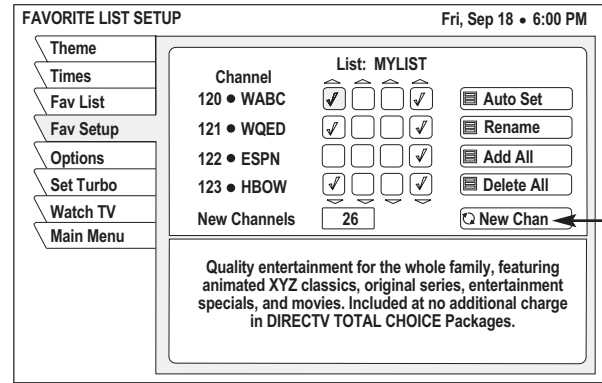 FAVORITE LIST SETUP Fri, Sep 18 • 6:00 PM
Theme
Times
Fav List
Fav Setup
Options
Set Turbo
Watch TV
Main Menu
List: MYLIST
Channel
120 • WABC
121 • WQED
122 • ESPN
123 • HBOW
New Channels 26
Auto Set
Rename
Add All
Delete All
New Chan
Quality entertainment for the whole family, featuring
animated XYZ classics, original series, entertainment
specials, and movies. Included at no additional charge
in DIRECTV TOTAL CHOICE Packages.